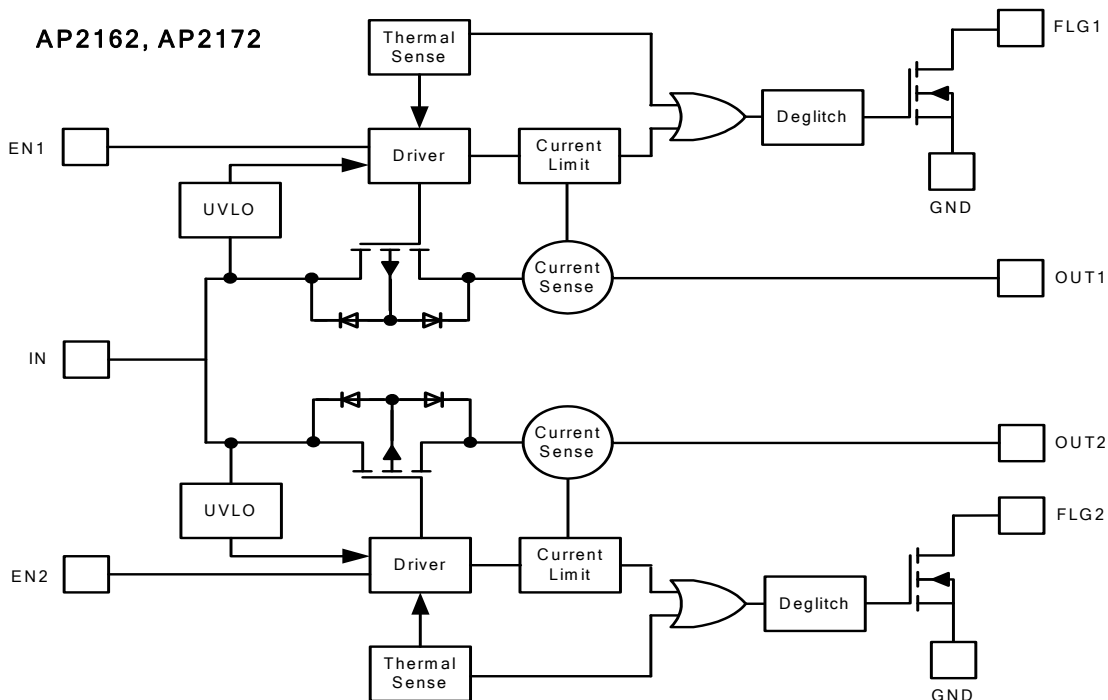 AP2162, AP2172
Thermal
Sense
FLG1
EN1
Driver
Current
Limit
Deglitch
GND
UVLO
Current
Sense
OUT1
IN
Current
Sense
OUT2
UVLO
FLG2
EN2
Driver
Current
Limit
Deglitch
Thermal
Sense
GND